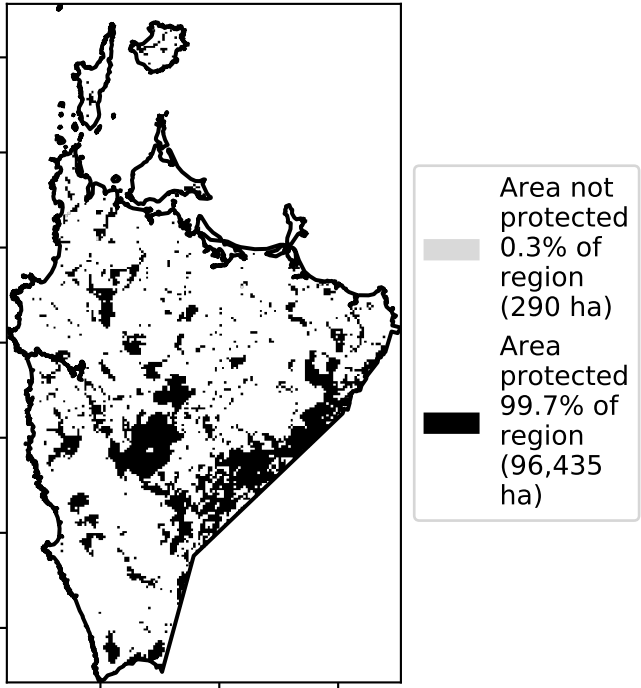 Area not
protected
0.3% of
region
(290 ha)
Area
protected
99.7% of
region
(96,435
ha)